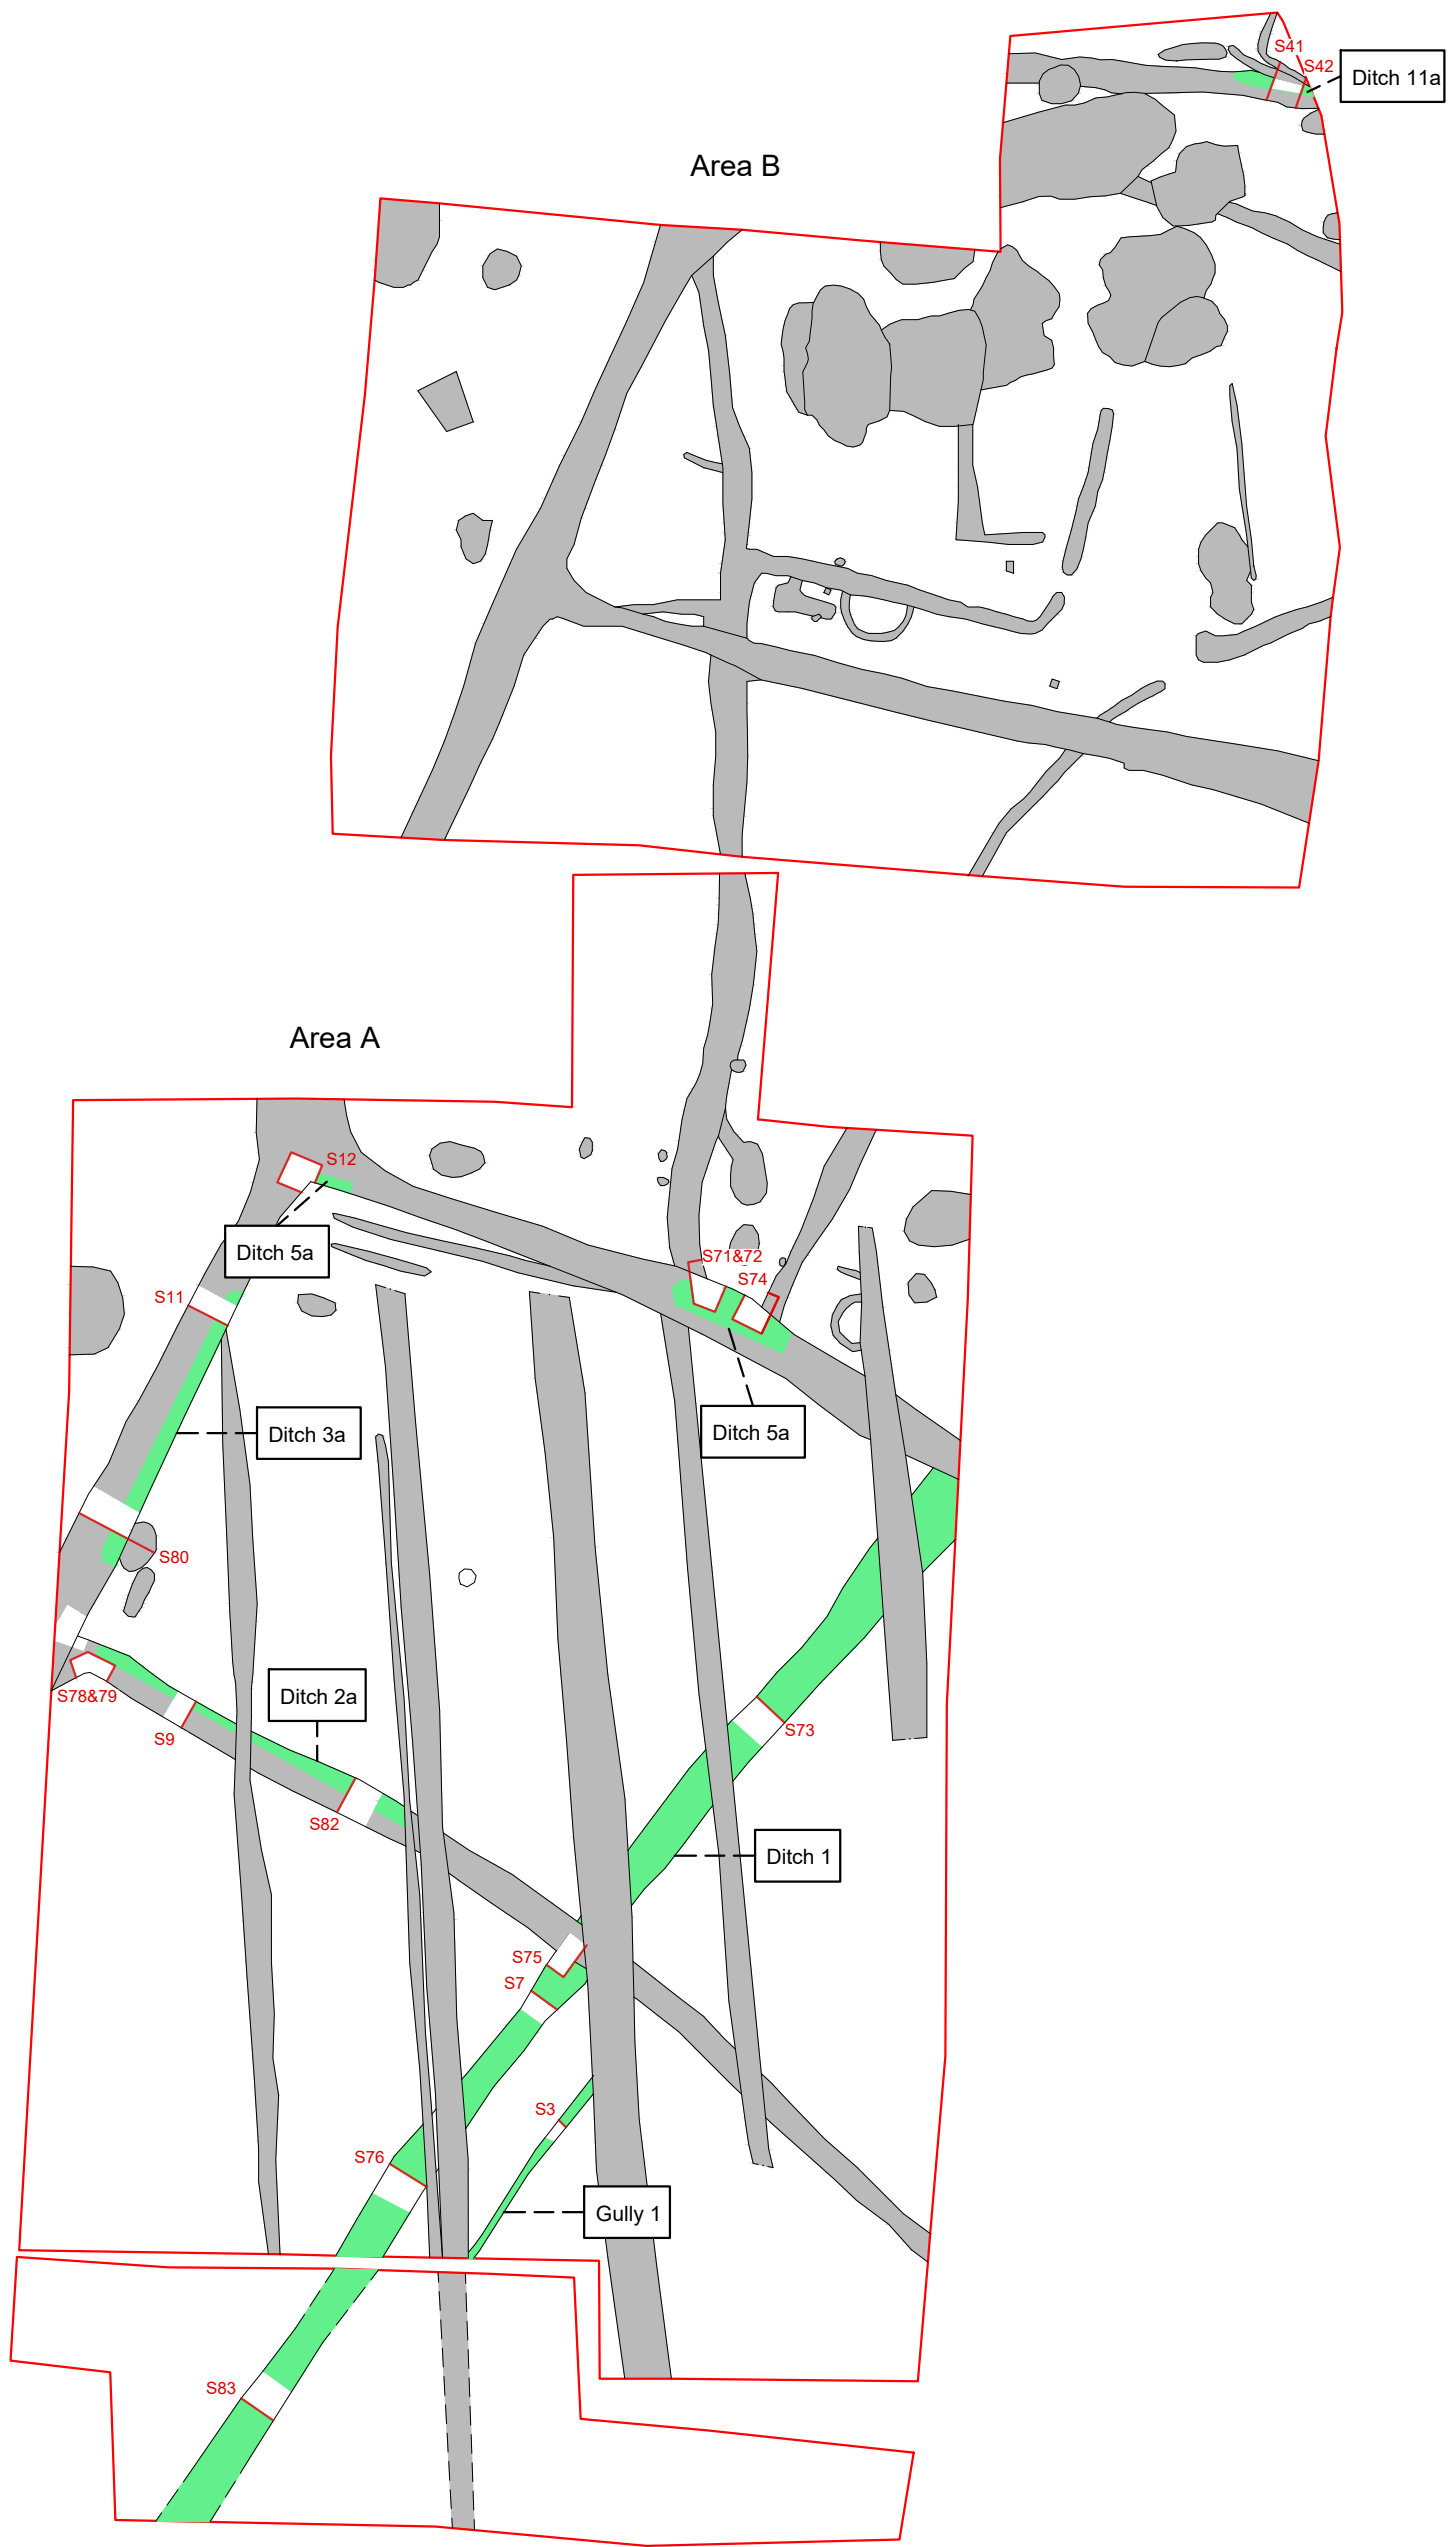 S41
S42
Ditch 11a
Area B
Area A
S12
Ditch 5a
S71&72
S74
S11
Ditch 5a
Ditch 3a
S80
S78&79
Ditch 2a
S9
S73
S82
Ditch 1
S75
S7
S3
S76
Gully 1
S83